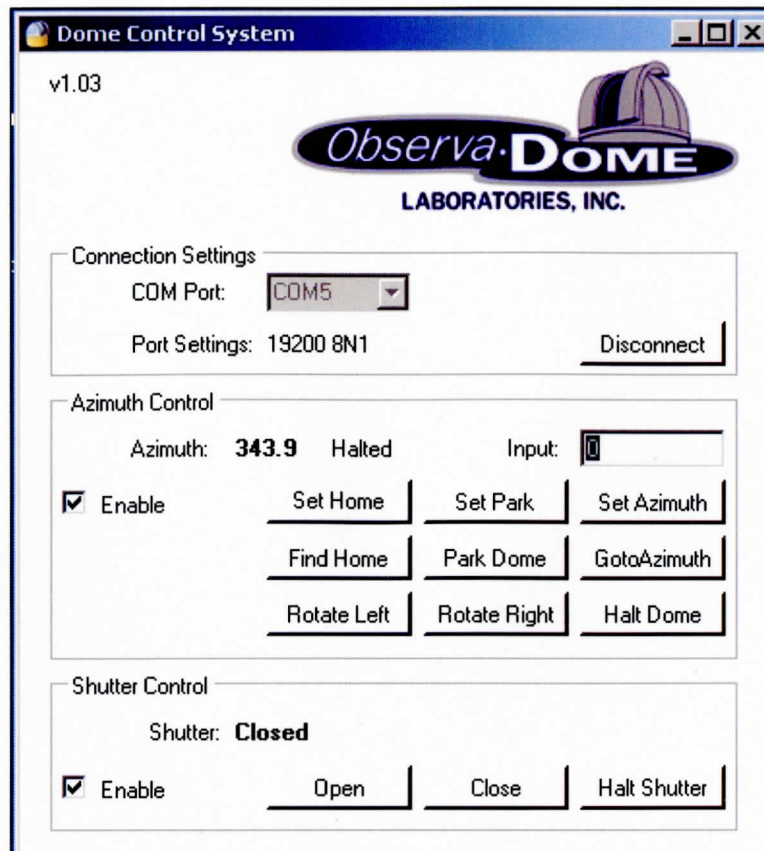 Dome Control System
v1.03
Observa·DOME
LABORATORIES, INC.
Connection Settings
COM Port: COM5
Port Settings: 19200 8N1 Disconnect
Azimuth Control
Azimuth: 343.9 Halted Input: 0
Enable Set Home Set Park Set Azimuth
Find Home Park Dome GotoAzimuth
Rotate Left Rotate Right Halt Dome
Shutter Control
Shutter: Closed
Enable Open Close Halt Shutter